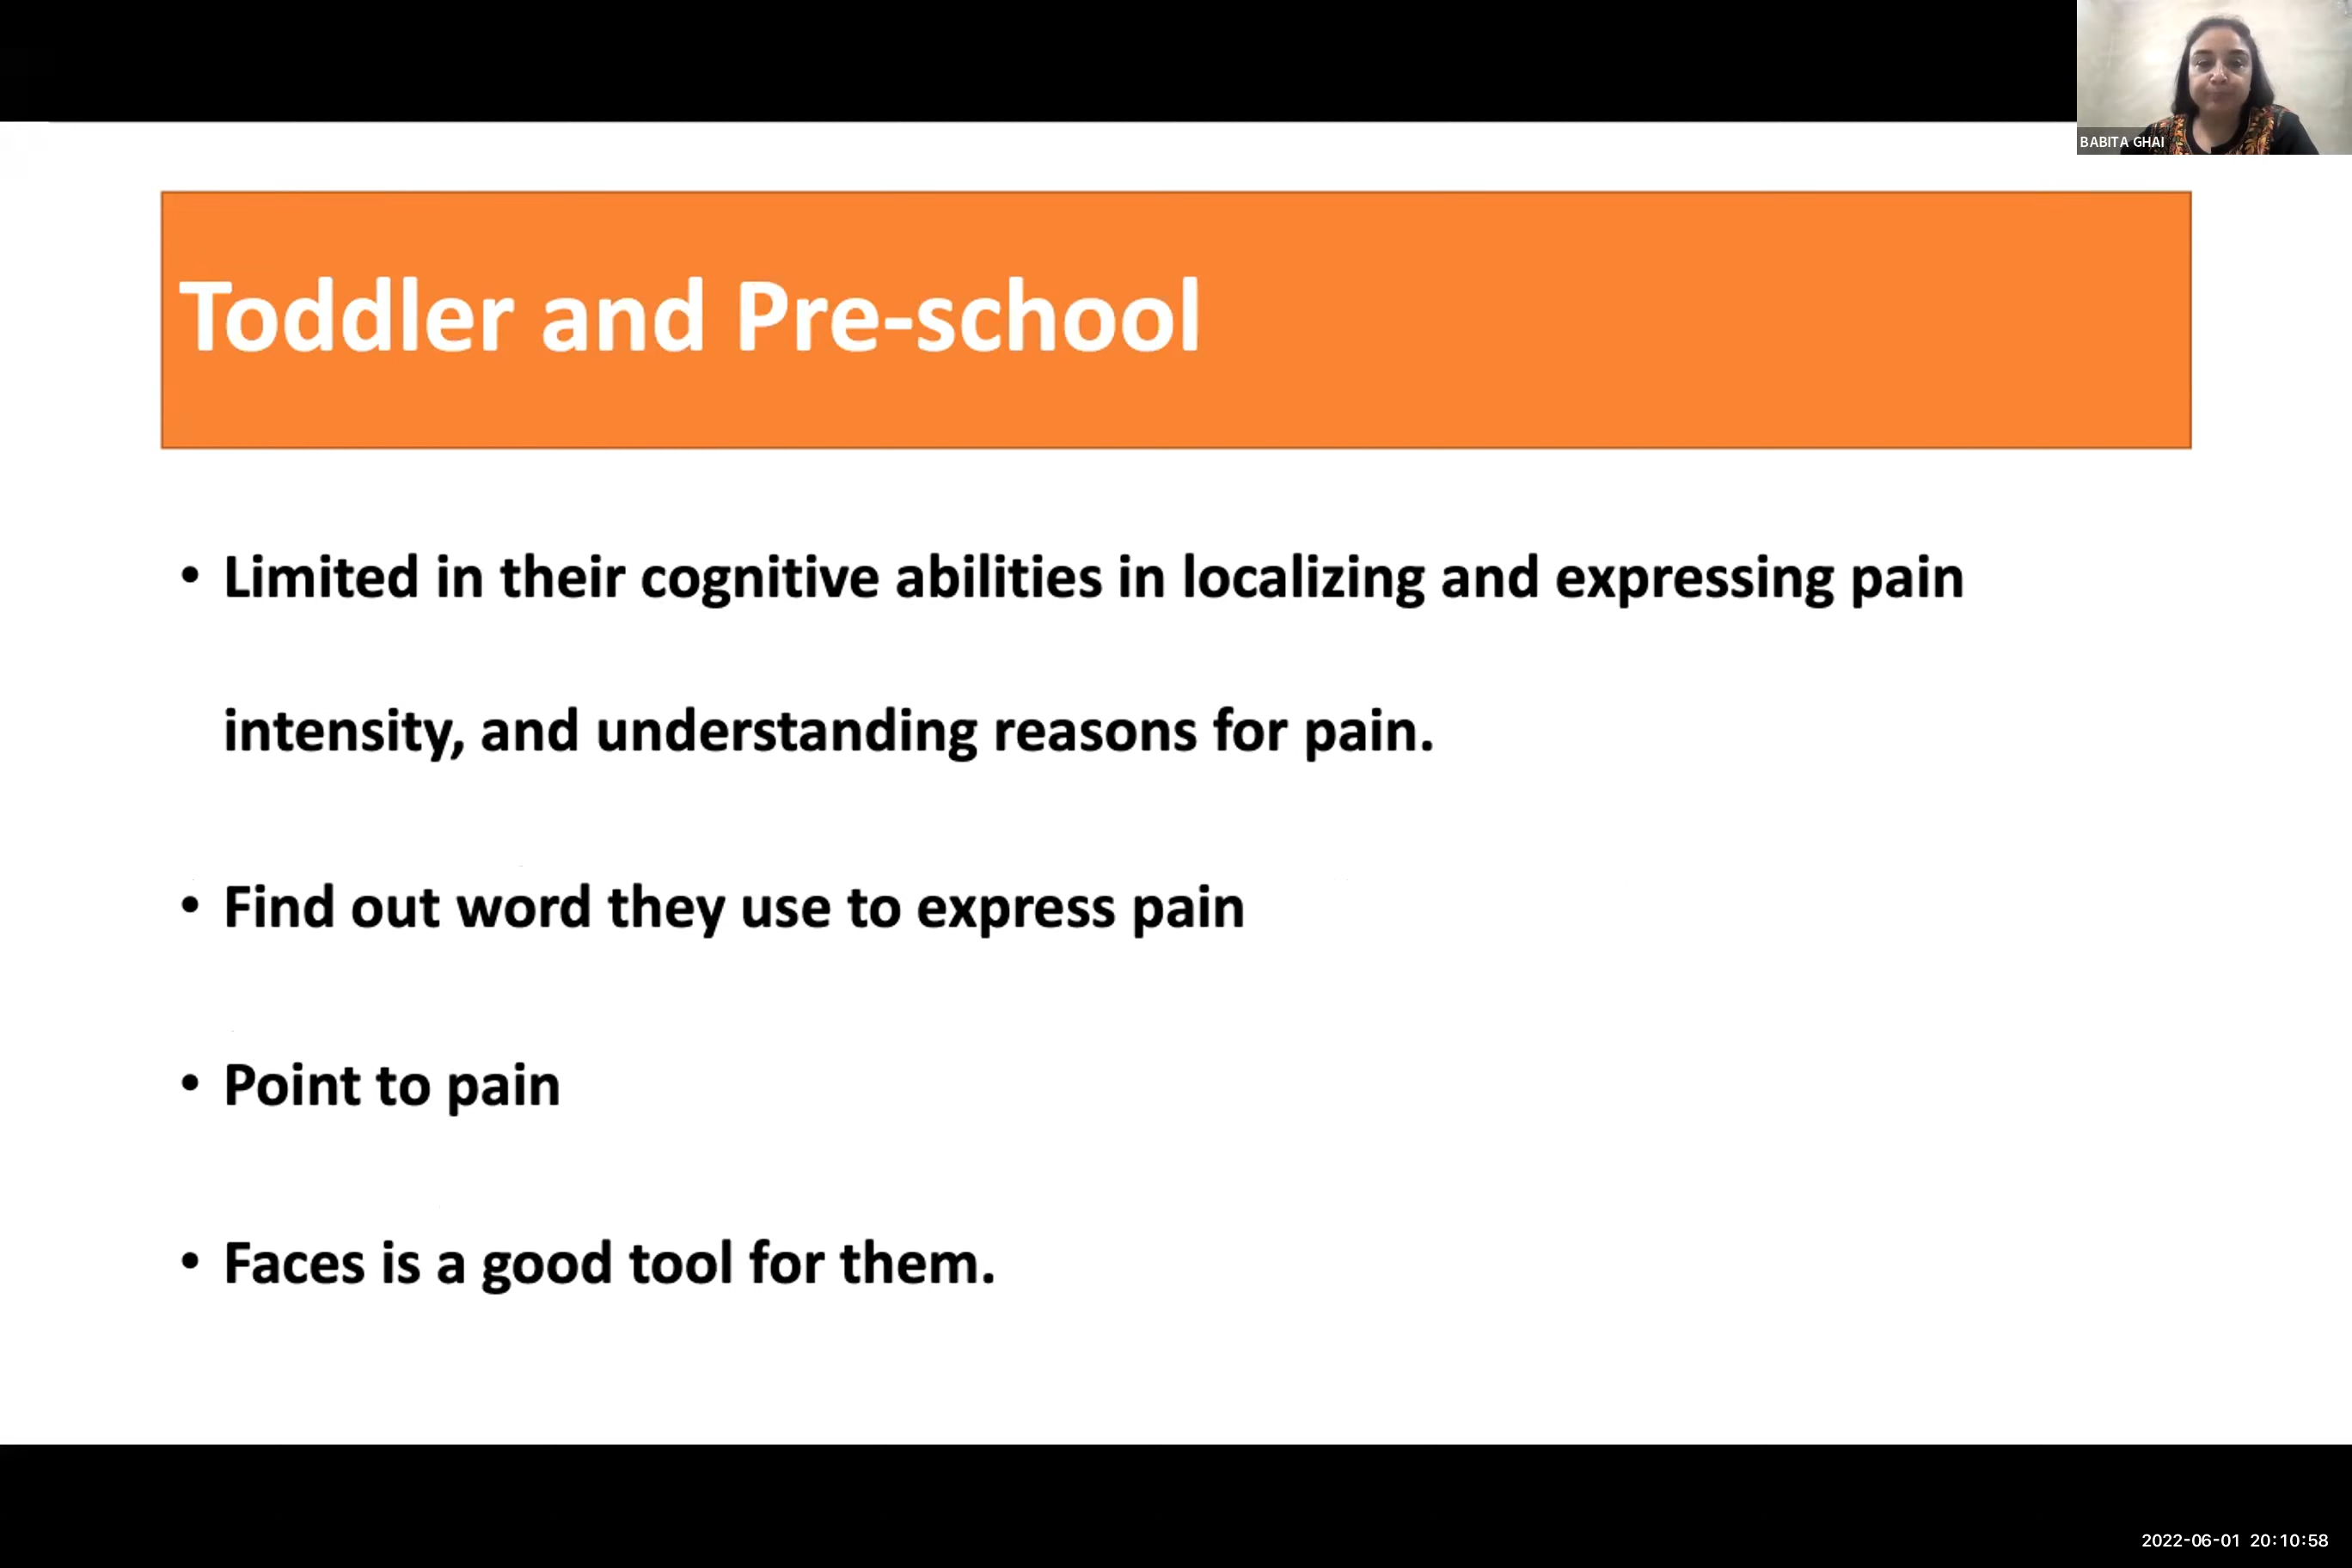 BABITA GHAI
Toddler and Pre-school
• Limited in their cognitive abilities in localizing and expressing pain
intensity, and understanding reasons for pain.
• Find out word they use to express pain
• Point to pain
• Faces is a good tool for them.
2022-06-01 20:10:58